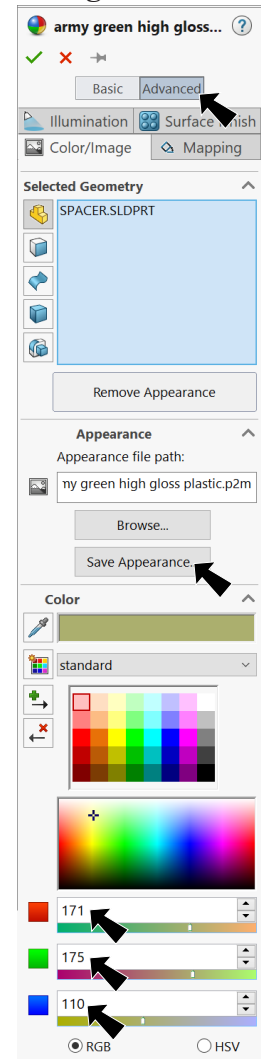 army green high gloss... ?
Basic Advanced
Illumination Surface Finish
Color/Image Mapping
Selected Geometry
SPACER.SLDPRT
Remove Appearance
Appearance
Appearance file path:
ny green high gloss plastic.p2m
Browse...
Save Appearance...
Color
standard
171
175
110
RGB HSV